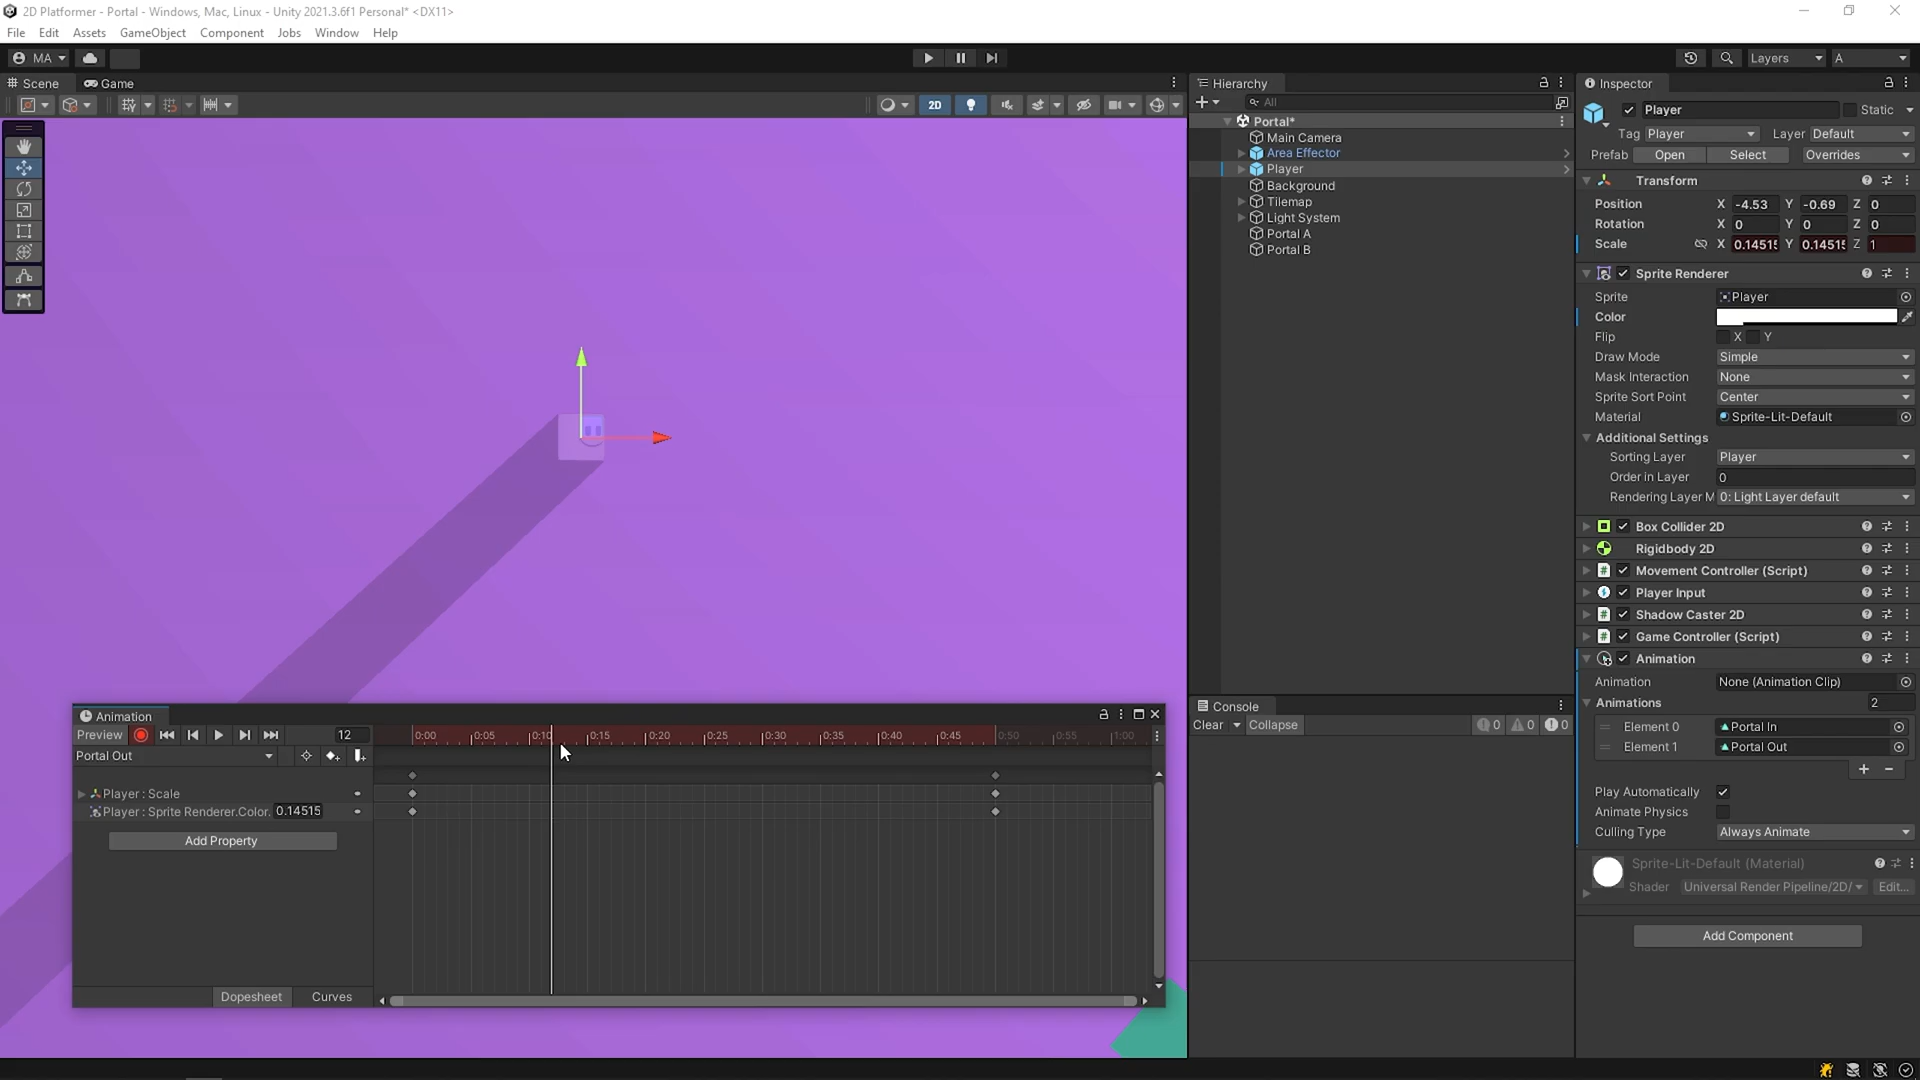 2D Platformer - Portal - Windows, Mac, Linux - Unity 2021.3.6f1 Personal* <DX11>
File Edit Assets GameObject Component Jobs Window Help
MA Layers A
Scene Game
2D
Hierarchy
All
Portal*
Main Camera
Area Effector
Player
Background
Tilemap
Light System
Portal A
Portal B
Inspector
Player Static
Tag Player Layer Default
Prefab Open Select Overrides
Transform
Position X -4.53 Y -0.69 Z 0
Rotation X 0 Y 0 Z 0
Scale X 0.14515 Y 0.14515 Z 1
Sprite Renderer
Sprite Player
Color
Flip X Y
Draw Mode Simple
Mask Interaction None
Sprite Sort Point Center
Material Sprite-Lit-Default
Additional Settings
Sorting Layer Player
Order in Layer 0
Rendering Layer M 0: Light Layer default
Box Collider 2D
Rigidbody 2D
Movement Controller (Script)
Player Input
Shadow Caster 2D
Game Controller (Script)
Animation
Animation None (Animation Clip)
Animations 2
Element 0 Portal In
Element 1 Portal Out
Play Automatically
Animate Physics
Culling Type Always Animate
Sprite-Lit-Default (Material)
Shader Universal Render Pipeline/2D/ Edit...
Add Component
Console
Clear Collapse 0 0 0
Animation
Preview 12 0:00 0:05 0:10 0:15 0:20 0:25 0:30 0:35 0:40 0:45 0:50 0:55 1:00
Portal Out
Player : Scale
Player : Sprite Renderer.Color. 0.14515
Add Property
Dopesheet Curves